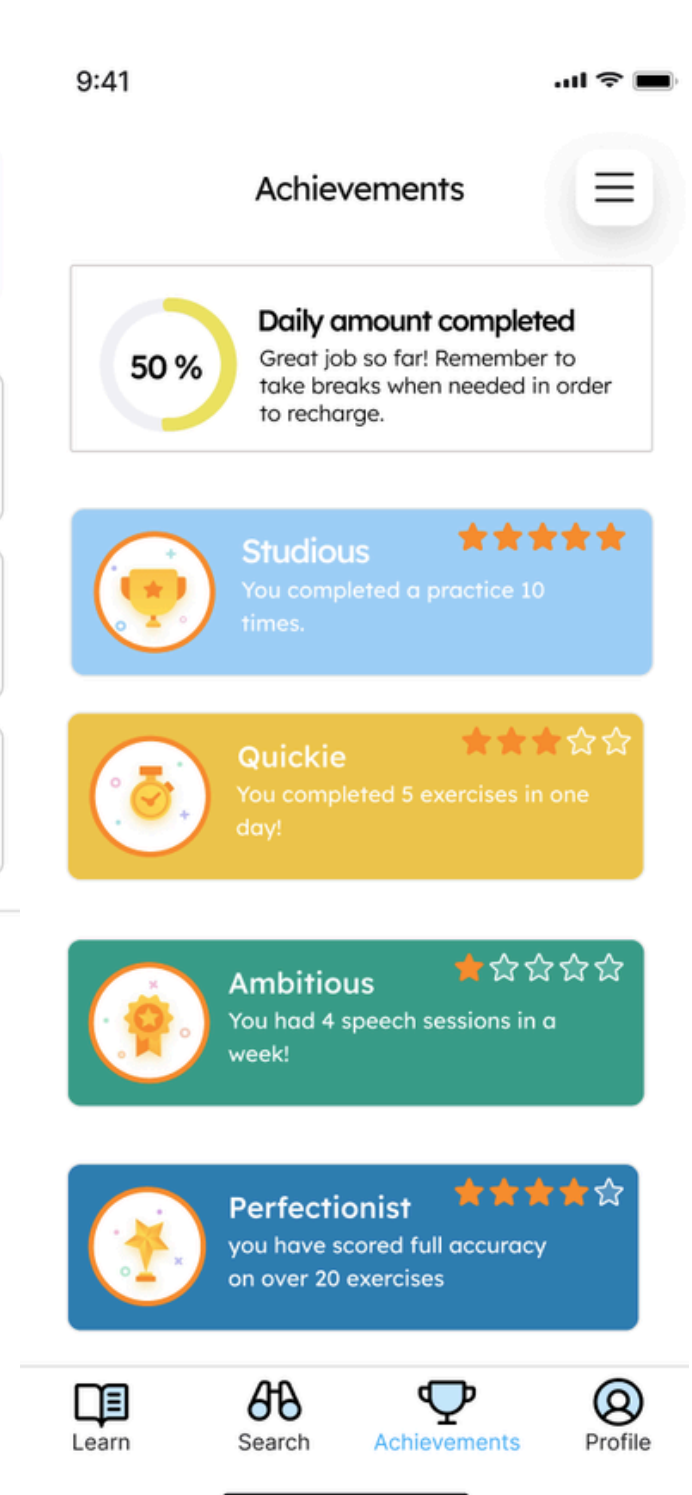 9:41
Achievements
50 %
Daily amount completed
Great job so far! Remember to
take breaks when needed in order
to recharge.
Studious
You completed a practice 10
times.
Quickie
You completed 5 exercises in one
day!
Ambitious
You had 4 speech sessions in a
week!
Perfectionist
you have scored full accuracy
on over 20 exercises
Learn
Search
Achievements
Profile